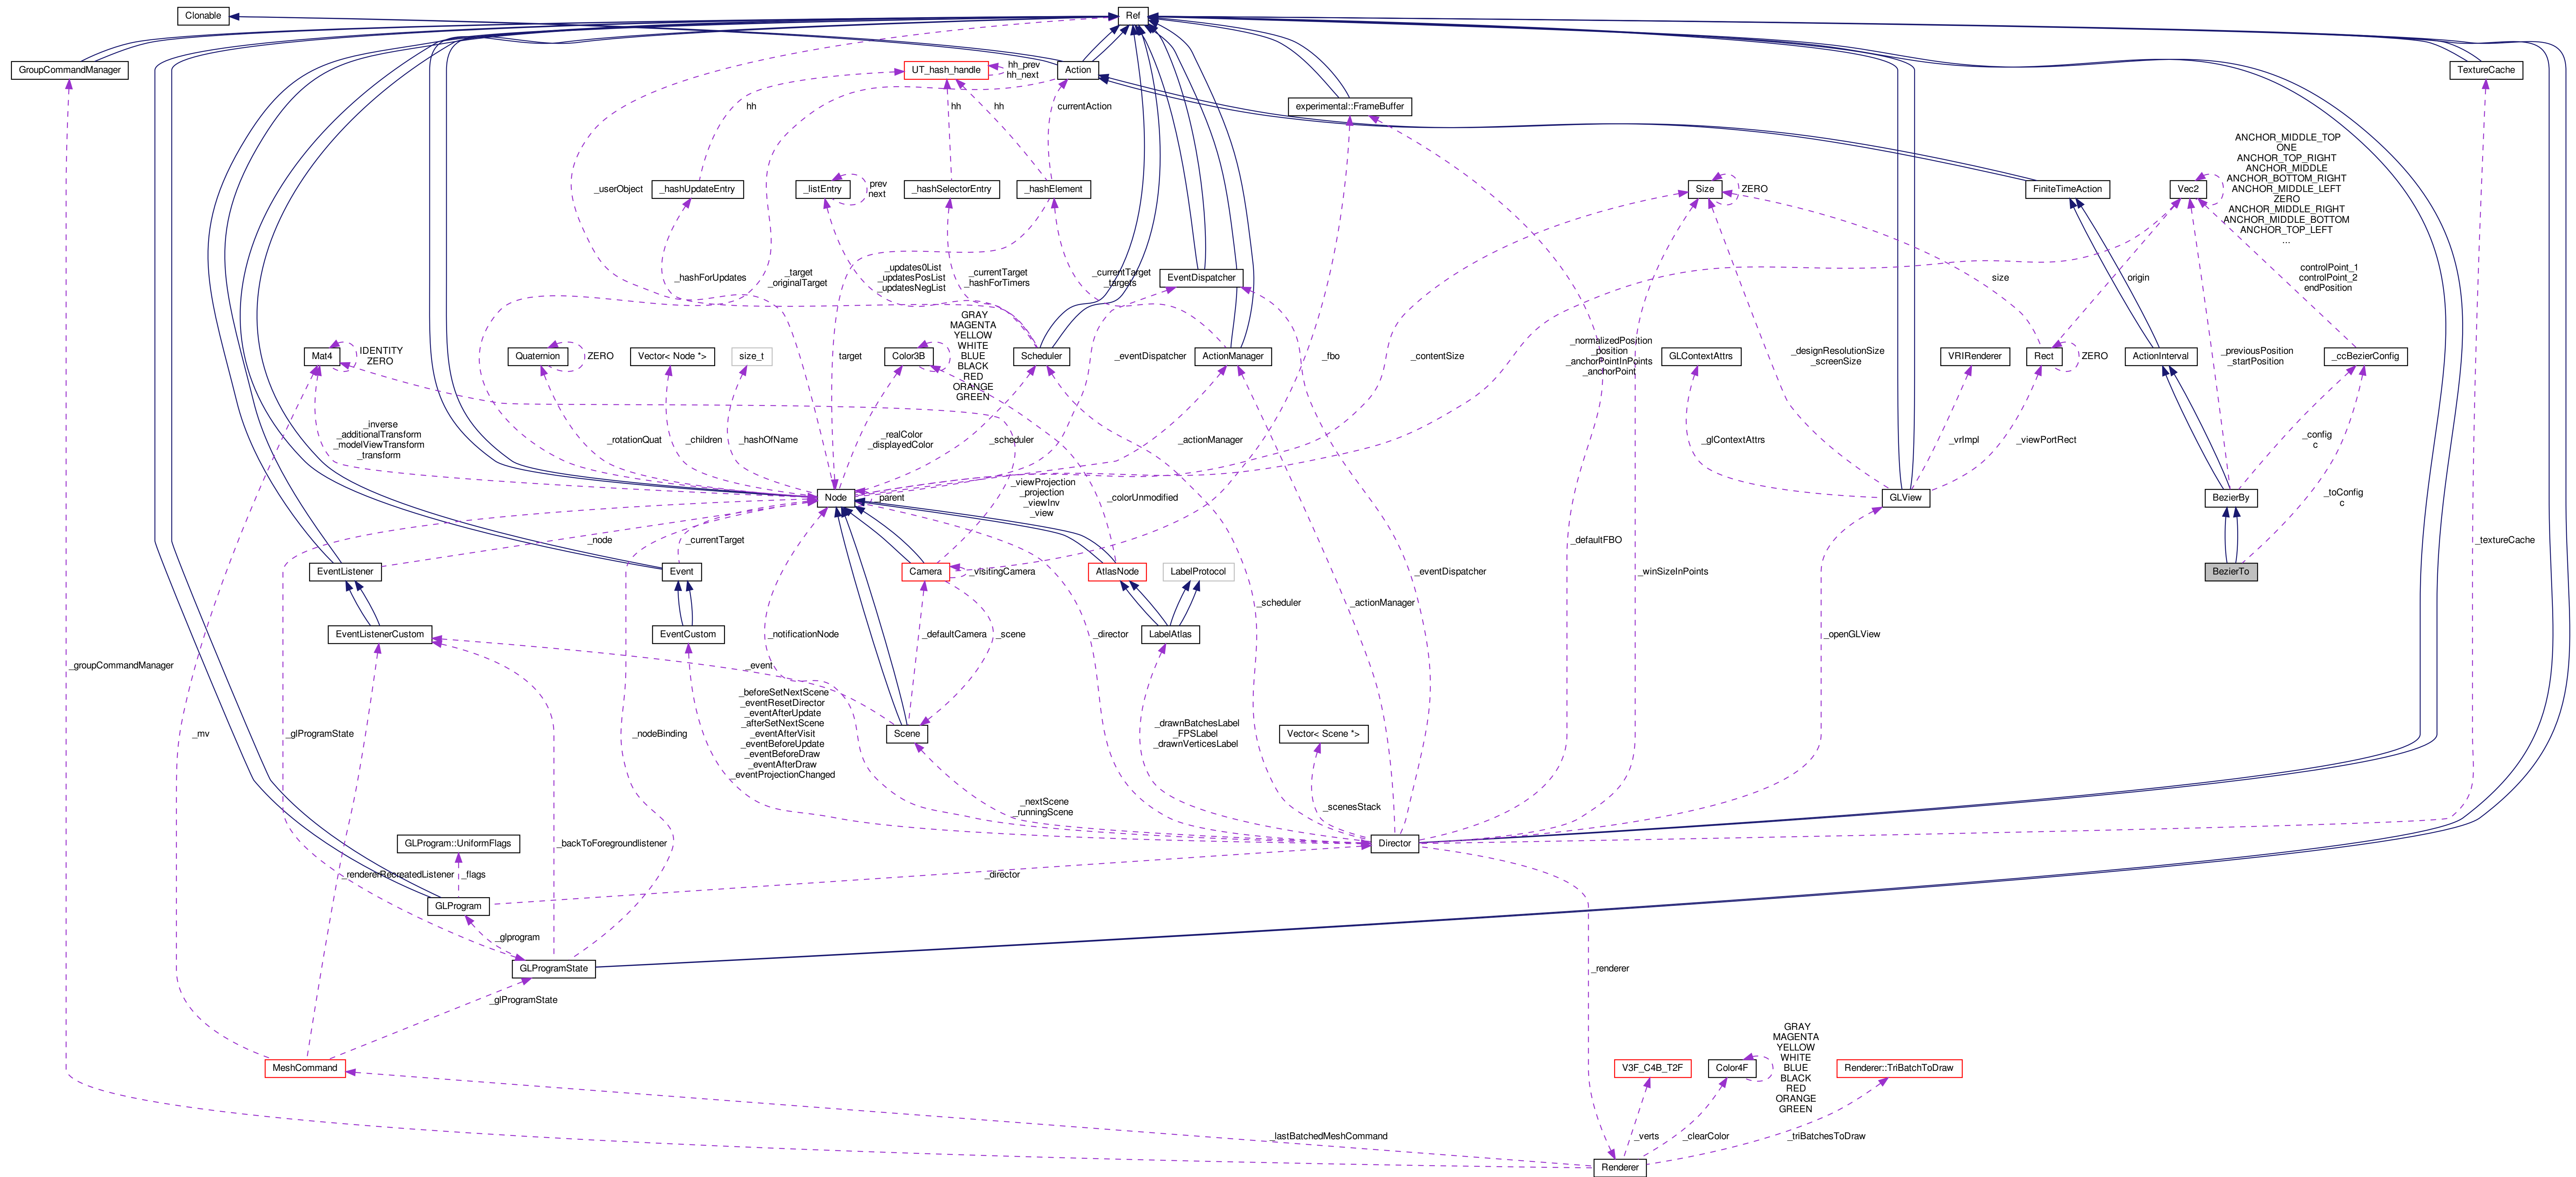 Clonable
Ref
GroupCommandManager
UT_hash_handle
hh_prev
hh_next
Action
TextureCache
hh
hh
hh
currentAction
experimental::FrameBuffer
ANCHOR_MIDDLE_TOP
ONE
ANCHOR_TOP_RIGHT
ANCHOR_MIDDLE
ANCHOR_BOTTOM_RIGHT
ANCHOR_MIDDLE_LEFT
ZERO
ANCHOR_MIDDLE_RIGHT
ANCHOR_MIDDLE_BOTTOM
ANCHOR_TOP_LEFT
...
_userObject
_hashUpdateEntry
_listEntry
prev
next
_hashSelectorEntry
_hashElement
Size
ZERO
FiniteTimeAction
Vec2
_hashForUpdates
_target
_originalTarget
_updates0List
_updatesPosList
_updatesNegList
_currentTarget
_hashForTimers
_currentTarget
_targets
EventDispatcher
size
origin
controlPoint_1
controlPoint_2
endPosition
Mat4
IDENTITY
ZERO
Quaternion
ZERO
Vector< Node *>
size_t
target
Color3B
GRAY
MAGENTA
YELLOW
WHITE
BLUE
BLACK
RED
ORANGE
GREEN
Scheduler
_eventDispatcher
ActionManager
_fbo
_contentSize
_normalizedPosition
_position
_anchorPointInPoints
_anchorPoint
GLContextAttrs
_designResolutionSize
_screenSize
VRIRenderer
Rect
ZERO
ActionInterval
_previousPosition
_startPosition
_ccBezierConfig
_inverse
_additionalTransform
_modelViewTransform
_transform
_rotationQuat
_children
_hashOfName
_realColor
_displayedColor
_scheduler
_actionManager
_glContextAttrs
_vrImpl
_viewPortRect
_config
c
Node
_parent
_viewProjection
_projection
_viewInv
_view
_colorUnmodified
GLView
BezierBy
_toConfig
c
_node
_currentTarget
_defaultFBO
_textureCache
EventListener
Event
Camera
_visitingCamera
AtlasNode
LabelProtocol
_eventDispatcher
_winSizeInPoints
BezierTo
_scheduler
_actionManager
EventListenerCustom
EventCustom
_notificationNode
_defaultCamera
_scene
_director
LabelAtlas
_openGLView
_groupCommandManager
_event
_mv
_glProgramState
_nodeBinding
_beforeSetNextScene
_eventResetDirector
_eventAfterUpdate
_afterSetNextScene
_eventAfterVisit
_eventBeforeUpdate
_eventBeforeDraw
_eventAfterDraw
_eventProjectionChanged
Scene
_drawnBatchesLabel
_FPSLabel
_drawnVerticesLabel
Vector< Scene *>
_nextScene
_runningScene
_scenesStack
GLProgram::UniformFlags
_backToForegroundlistener
Director
_rendererRecreatedListener
_flags
_director
GLProgram
_glprogram
GLProgramState
_renderer
_glProgramState
MeshCommand
V3F_C4B_T2F
Color4F
GRAY
MAGENTA
YELLOW
WHITE
BLUE
BLACK
RED
ORANGE
GREEN
Renderer::TriBatchToDraw
_lastBatchedMeshCommand
_verts
_clearColor
_triBatchesToDraw
Renderer